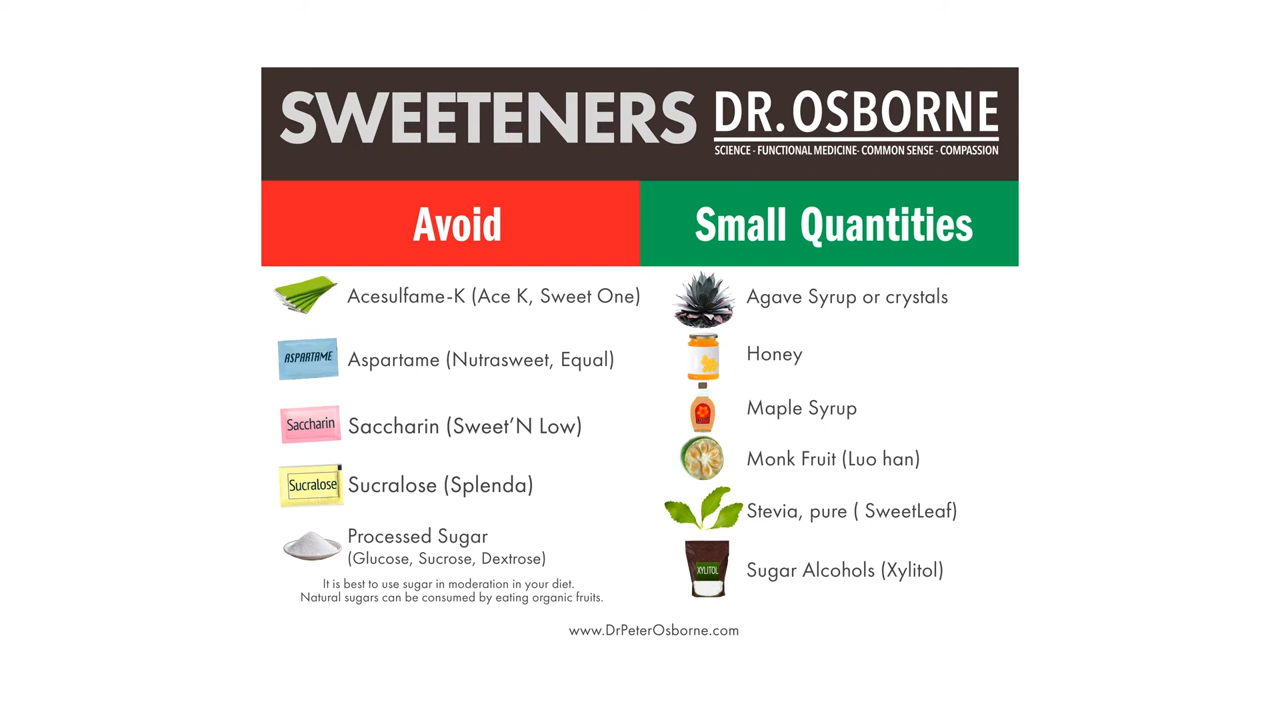 SWEETENERS
DR. OSBORNE
SCIENCE - FUNCTIONAL MEDICINE- COMMON SENSE - COMPASSION
Avoid
Acesulfame-K (Ace K, Sweet One)
ASPARTAME
Aspartame (Nutrasweet, Equal)
Saccharin
Saccharin (Sweet'N Low)
Sucralose
Sucralose (Splenda)
Processed Sugar
(Glucose, Sucrose, Dextrose)
It is best to use sugar in moderation in your diet.
Natural sugars can be consumed by eating organic fruits.
Small Quantities
Agave Syrup or crystals
Honey
Maple Syrup
Monk Fruit (Luo han)
Stevia, pure ( SweetLeaf)
XYLITOL
Sugar Alcohols (Xylitol)
www.DrPeterOsborne.com